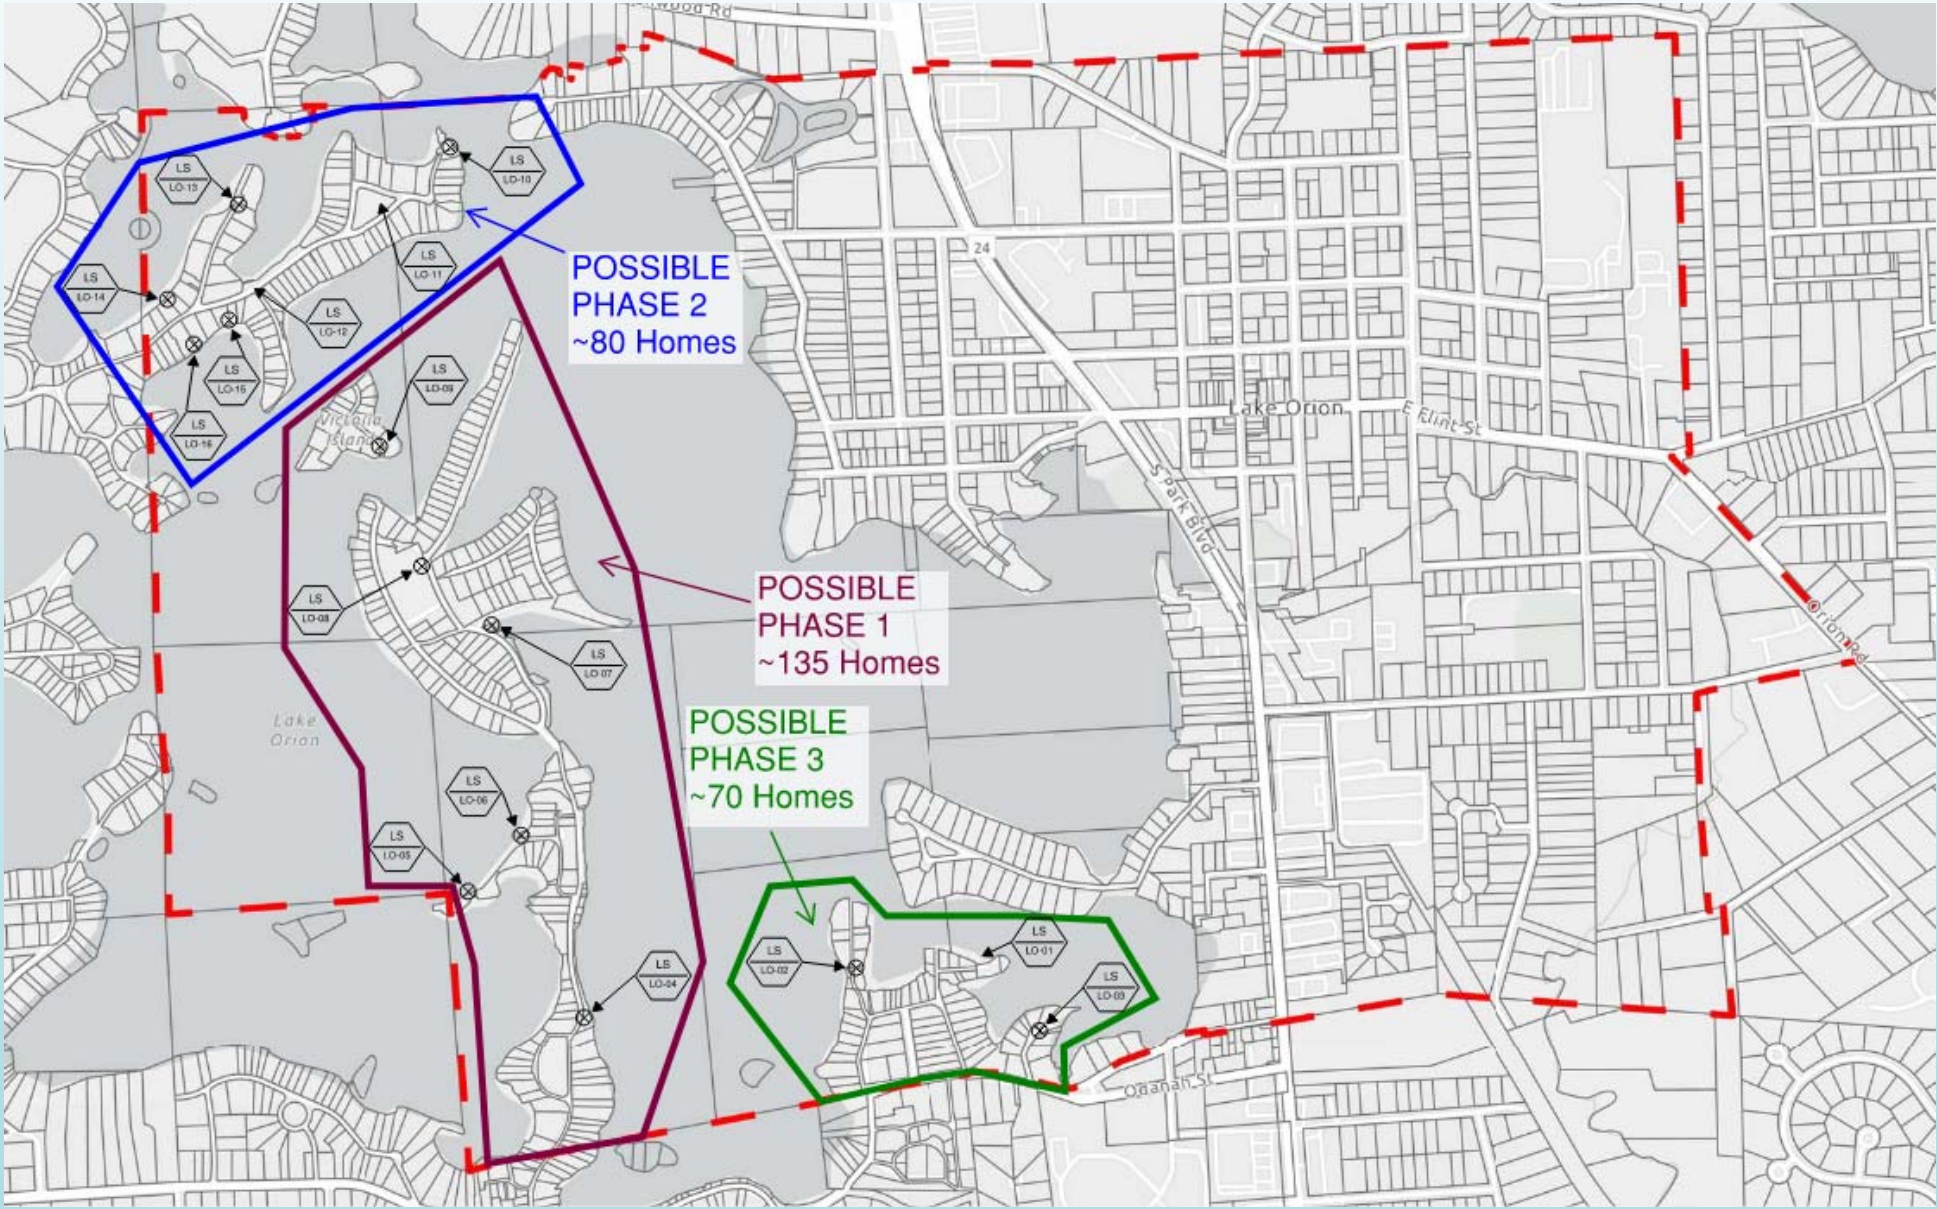 LS
LO-13
LS
LO-10
LS
LO-14
LS
LO-11
LS
LO-12
LS
LO-15
LS
LO-16
LS
LO-09
POSSIBLE
PHASE 2
~80 Homes
24
Victoria
Island
Lake Orion
E Flint St
S Park Blvd
Orion Rd
LS
LO-08
LS
LO-07
POSSIBLE
PHASE 1
~135 Homes
Lake
Orion
LS
LO-06
LS
LO-05
POSSIBLE
PHASE 3
~70 Homes
LS
LO-04
LS
LO-02
LS
LO-01
LS
LO-03
Odanah St